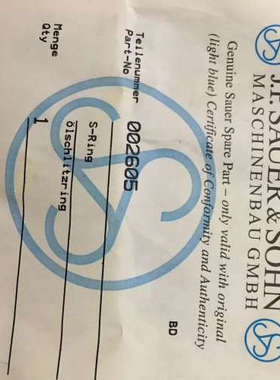 J.P. SAUER & SOHN
MASCHINENBAU GMBH
Genuine Sauer Spare Part – only valid with original
(light blue) Certificate of Conformity and Authenticity
BD
Teilenummer
Part-No
002605
S-Ring
ölschlitzring
Menge
Qty
1